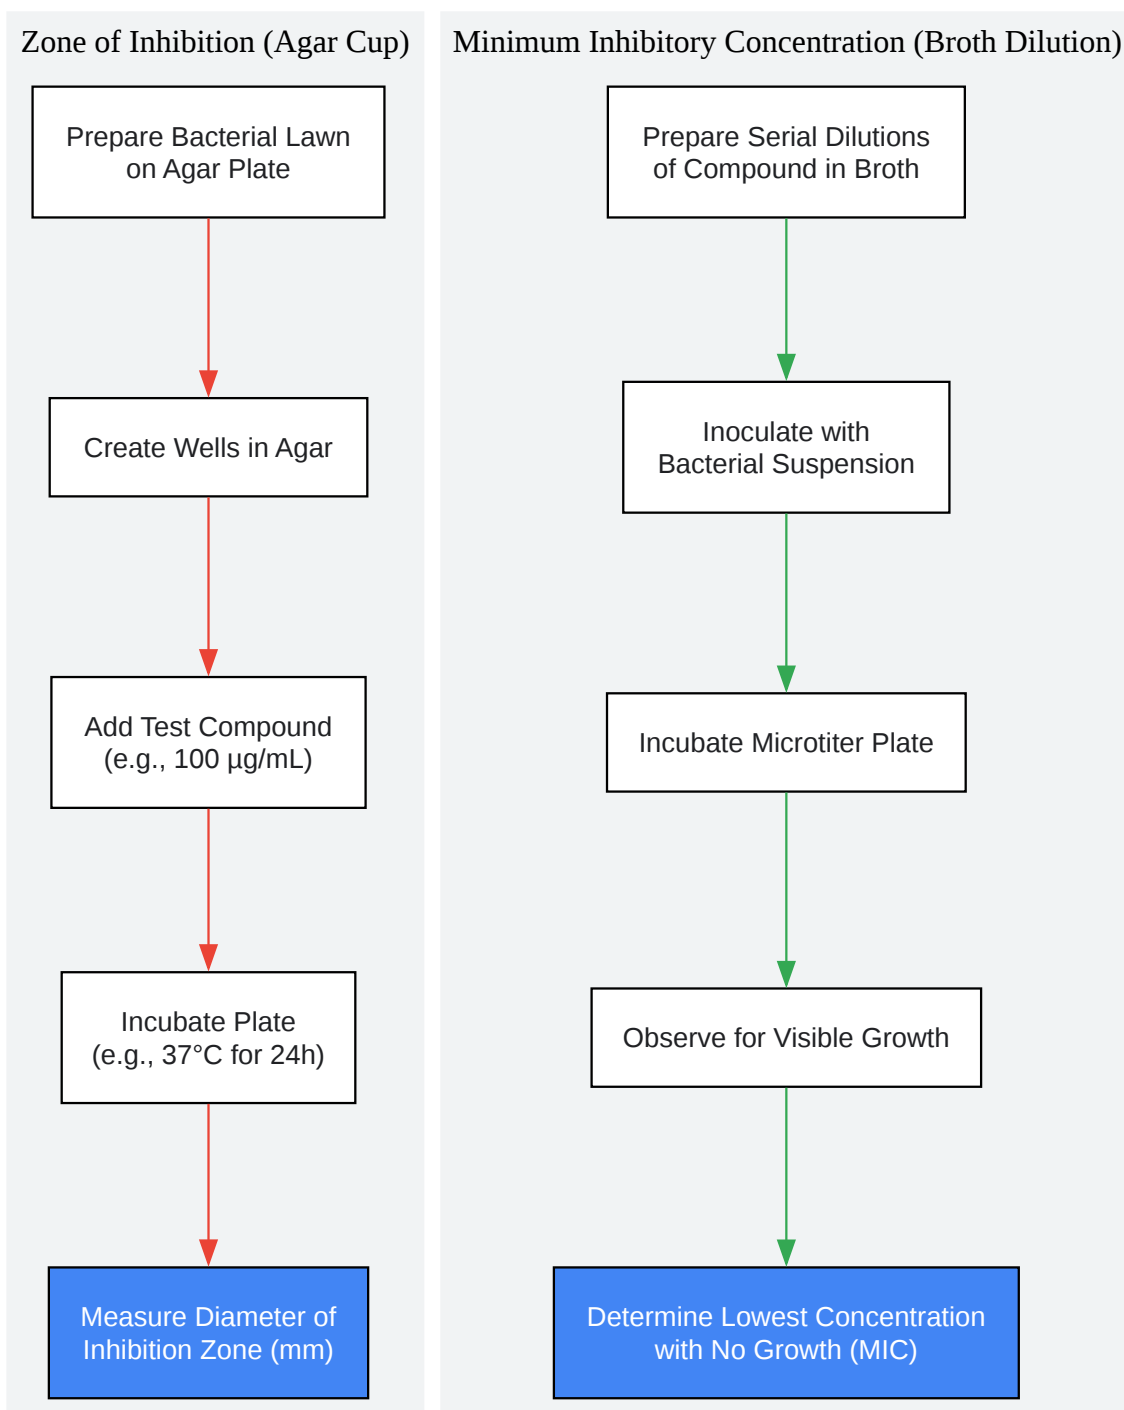 Zone of Inhibition (Agar Cup)
Prepare Bacterial Lawn
on Agar Plate
Create Wells in Agar
Add Test Compound
(e.g., 100 µg/mL)
Incubate Plate
(e.g., 37°C for 24h)
Measure Diameter of
Inhibition Zone (mm)
Minimum Inhibitory Concentration (Broth Dilution)
Prepare Serial Dilutions
of Compound in Broth
Inoculate with
Bacterial Suspension
Incubate Microtiter Plate
Observe for Visible Growth
Determine Lowest Concentration
with No Growth (MIC)